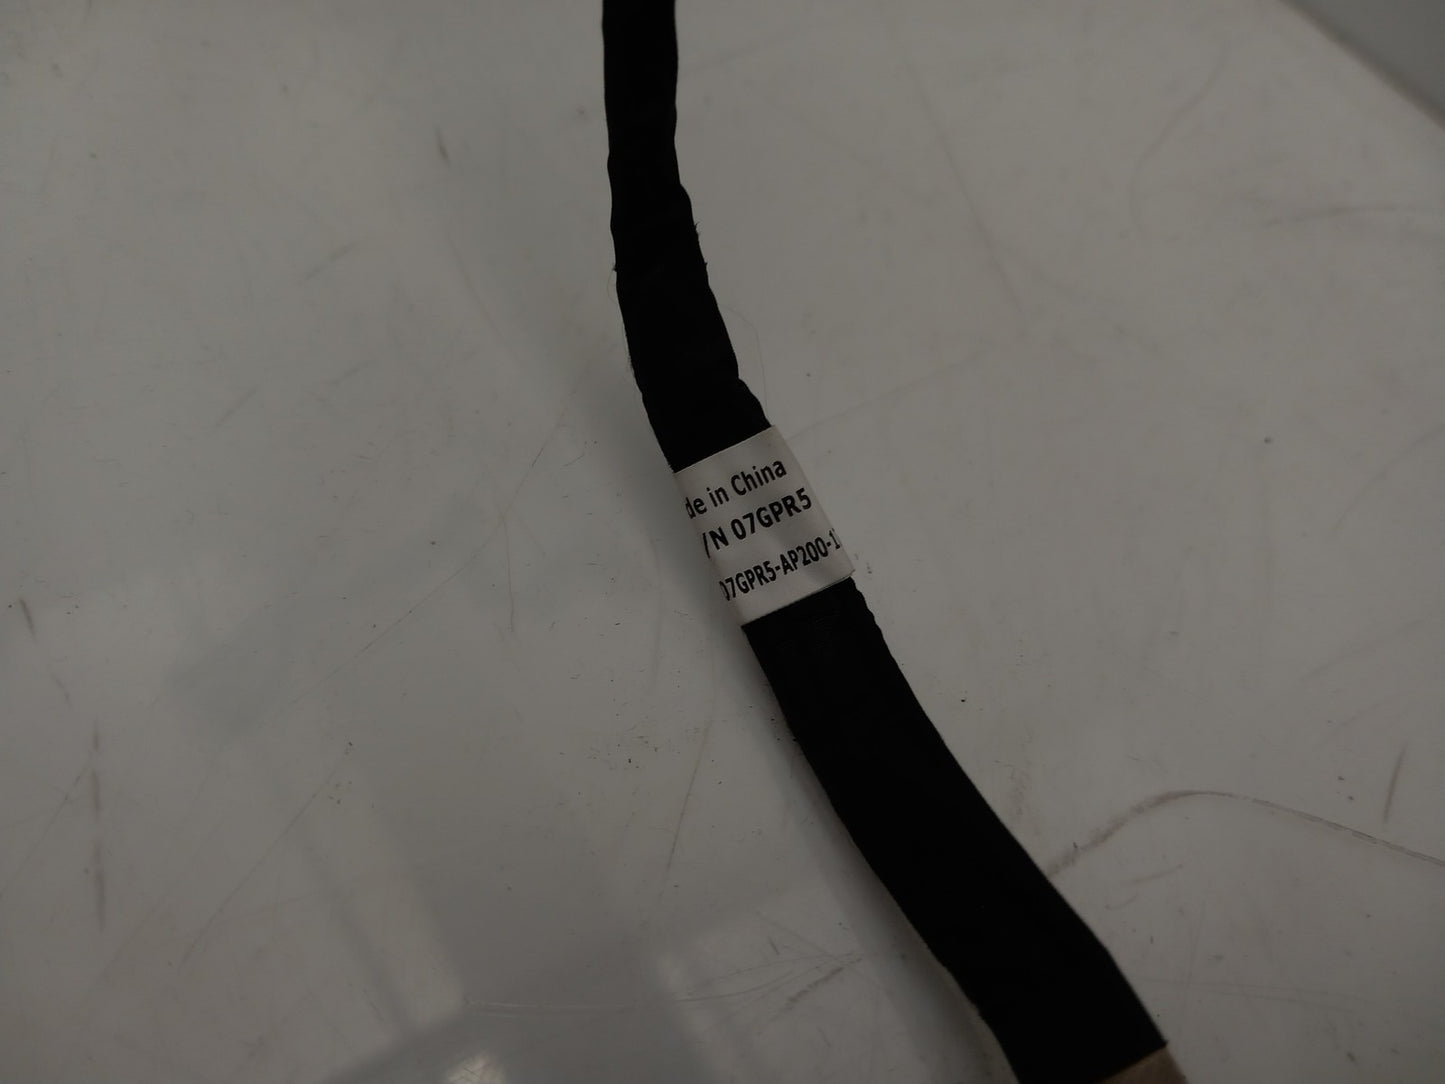 de in China
/N 07GPR5
07GPR5-AP200-1